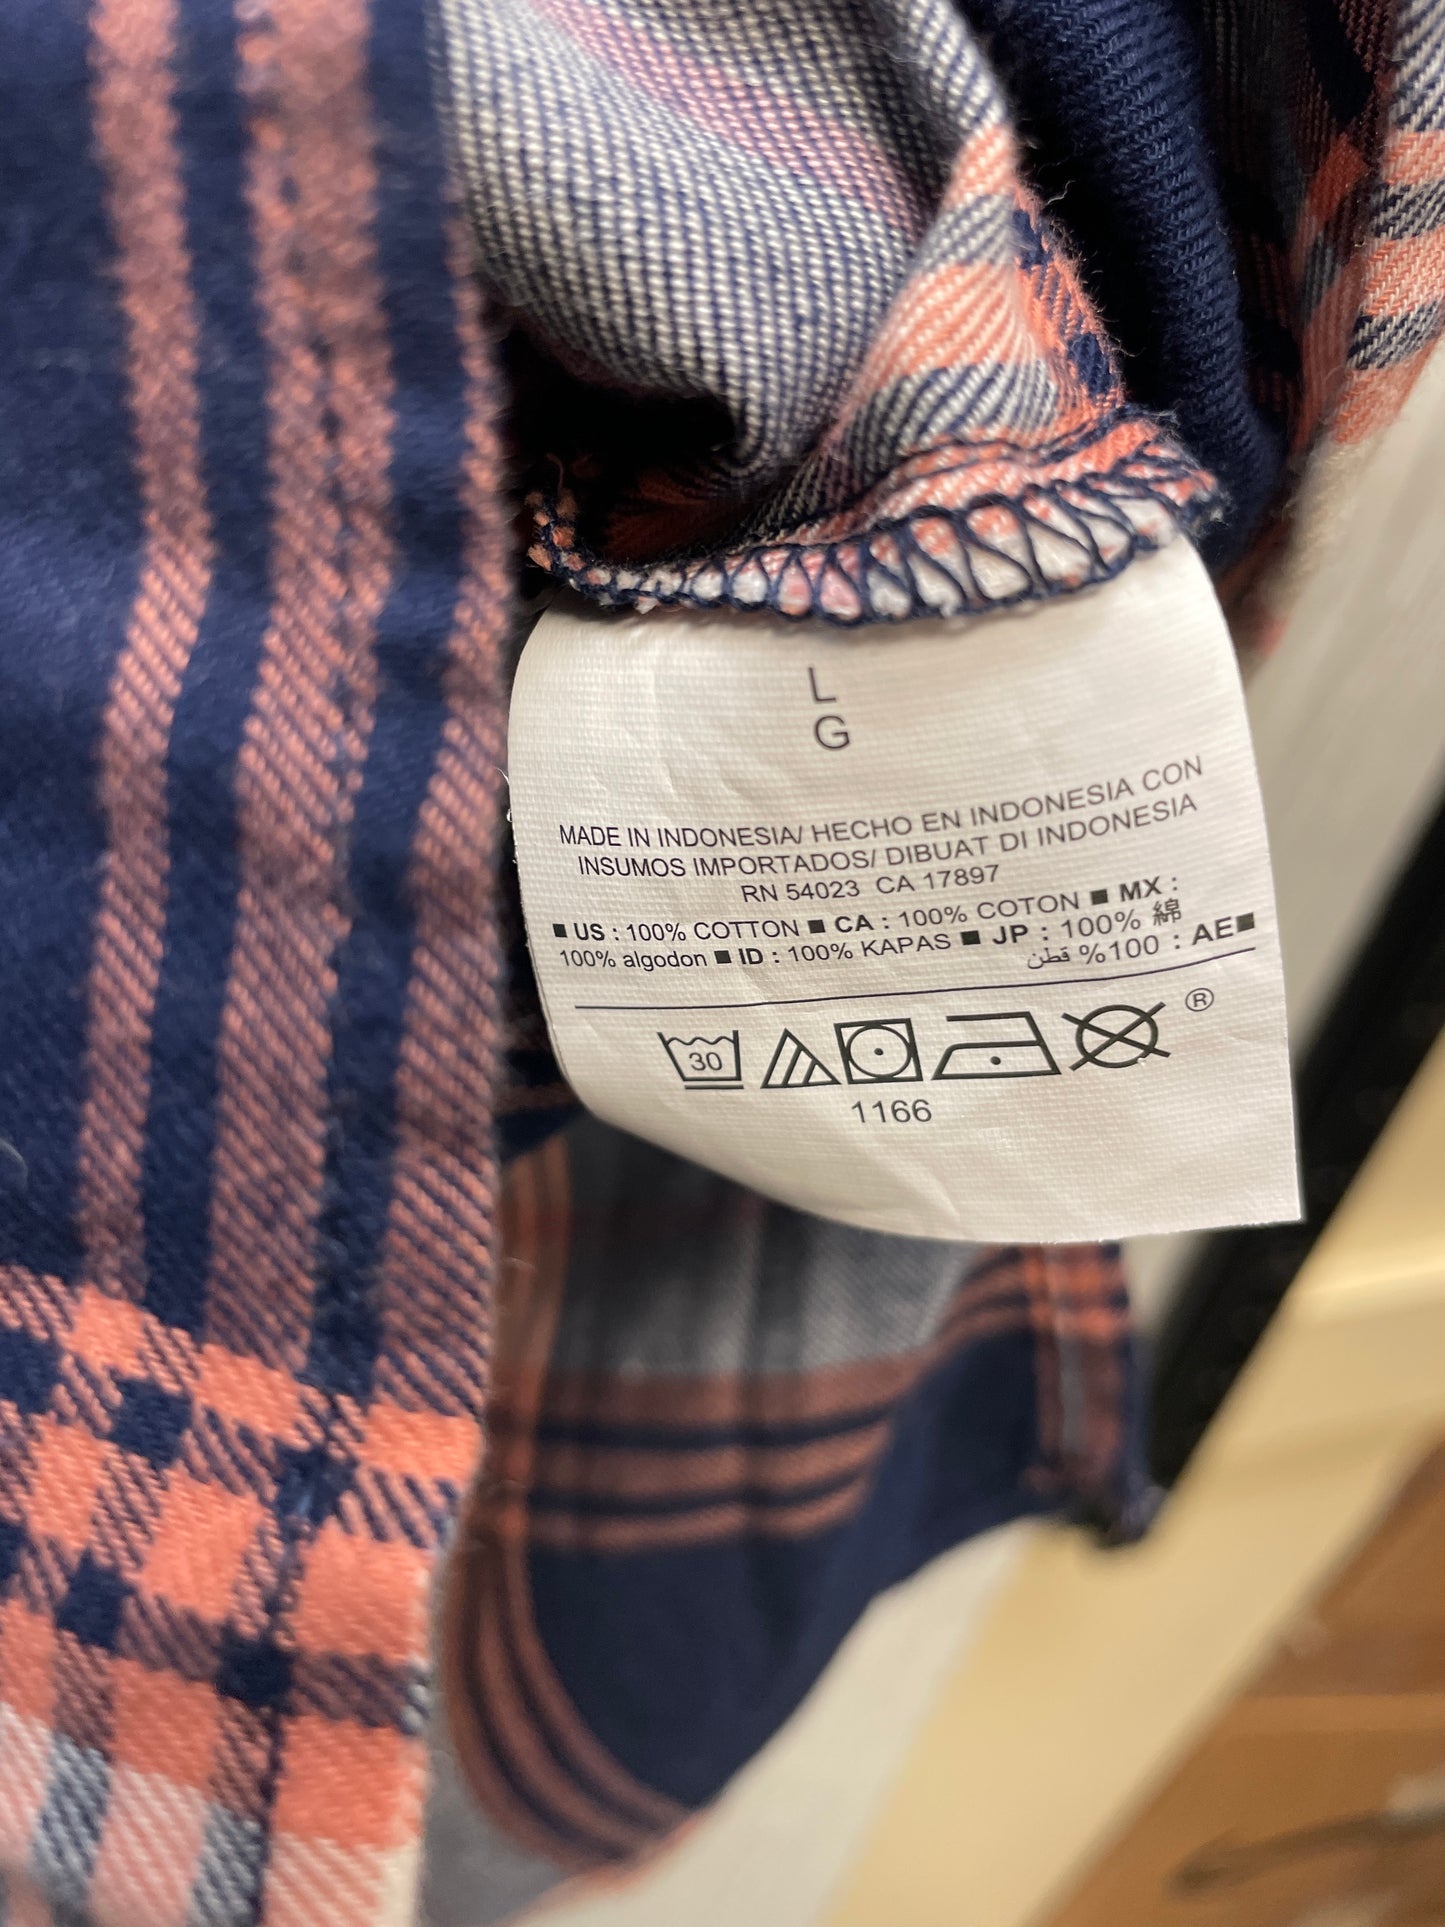 L
G
MADE IN INDONESIA/ HECHO EN INDONESIA CON
INSUMOS IMPORTADOS/ DIBUAT DI INDONESIA
RN 54023 CA 17897
■ US : 100% COTTON ■ CA : 100% COTON ■ MX :
100% algodon ■ ID : 100% KAPAS ■ JP : 100% 綿
■AE : 100% قطن
30 ®
1166